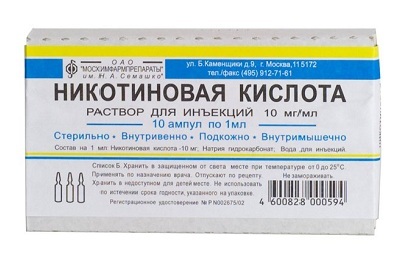 ОАО
"МОСХИМФАРМПРЕПАРАТЫ"
им. Н.А. Семашко
ул. Б.Каменщики д.9, г. Москва,115172
тел./факс (495) 912-71-61
НИКОТИНОВАЯ КИСЛОТА
РАСТВОР ДЛЯ ИНЪЕКЦИЙ 10 мг/мл
10 ампул по 1мл
Стерильно • Внутривенно • Подкожно • Внутримышечно
Состав на 1 мл Никотиновая кислота -10 мг; Натрия гидрокарбонат; Вода для инъекций
Список Б. Хранить в защищенном от света месте при температуре от 0 до 25°С.
Применять по назначению врача. Отпускают по рецепту.
Хранить в недоступном для детей месте. Не использовать по
истечении срока годности, указанного на упаковке.
Регистрационное удостоверение №Р N002675/02
4 600828 000594